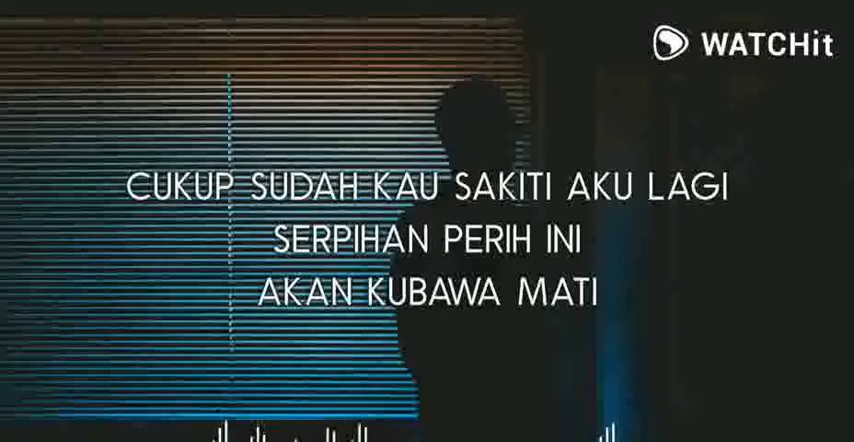 WATCHit
CUKUP SUDAH KAU SAKITI AKU LAGI
SERPIHAN PERIH INI
AKAN KUBAWA MATI